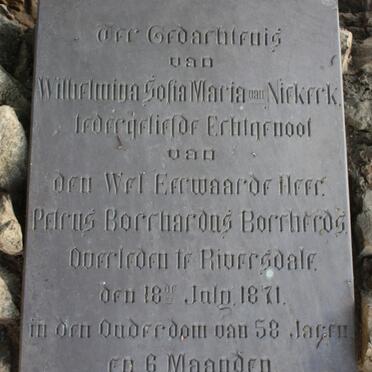 Ter Gedachtenis
van
Wilhelmina Sofia Maria van Niekerk.
Tedergeliefde Echtgenoot
van
den Wel Eerwaarde Heer.
Petrus Borchardus Borcherds.
Overleden te Riversdale.
den 18de July, 1871.
in den Ouderdom van 58 Jaren
en 6 Maanden